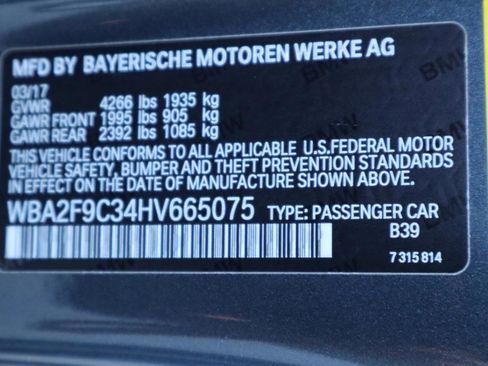 MFD BY BAYERISCHE MOTOREN WERKE AG
03/17
GVWR 4266 lbs 1935 kg
GAWR FRONT 1995 lbs 905 kg
GAWR REAR 2392 lbs 1085 kg
THIS VEHICLE CONFORMS TO ALL APPLICABLE U.S.FEDERAL MOTOR
VEHICLE SAFETY, BUMPER AND THEFT PREVENTION STANDARDS
IN EFFECT ON THE DATE OF MANUFACTURE SHOWN ABOVE.
WBA2F9C34HV665075 TYPE: PASSENGER CAR
B39
7 315 814
BMW
BMW